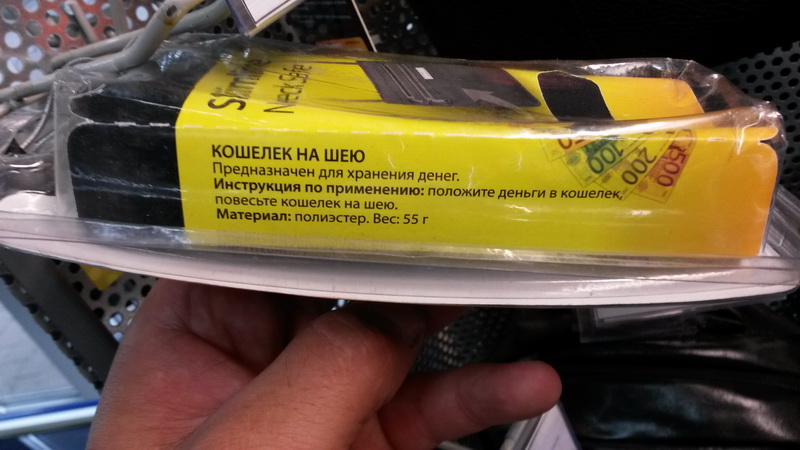 Neck Safe
КОШЕЛЕК НА ШЕЮ
Предназначен для хранения денег.
Инструкция по применению: положите деньги в кошелек,
повесьте кошелек на шею.
Материал: полиэстер. Вес: 55 г
100
200
500